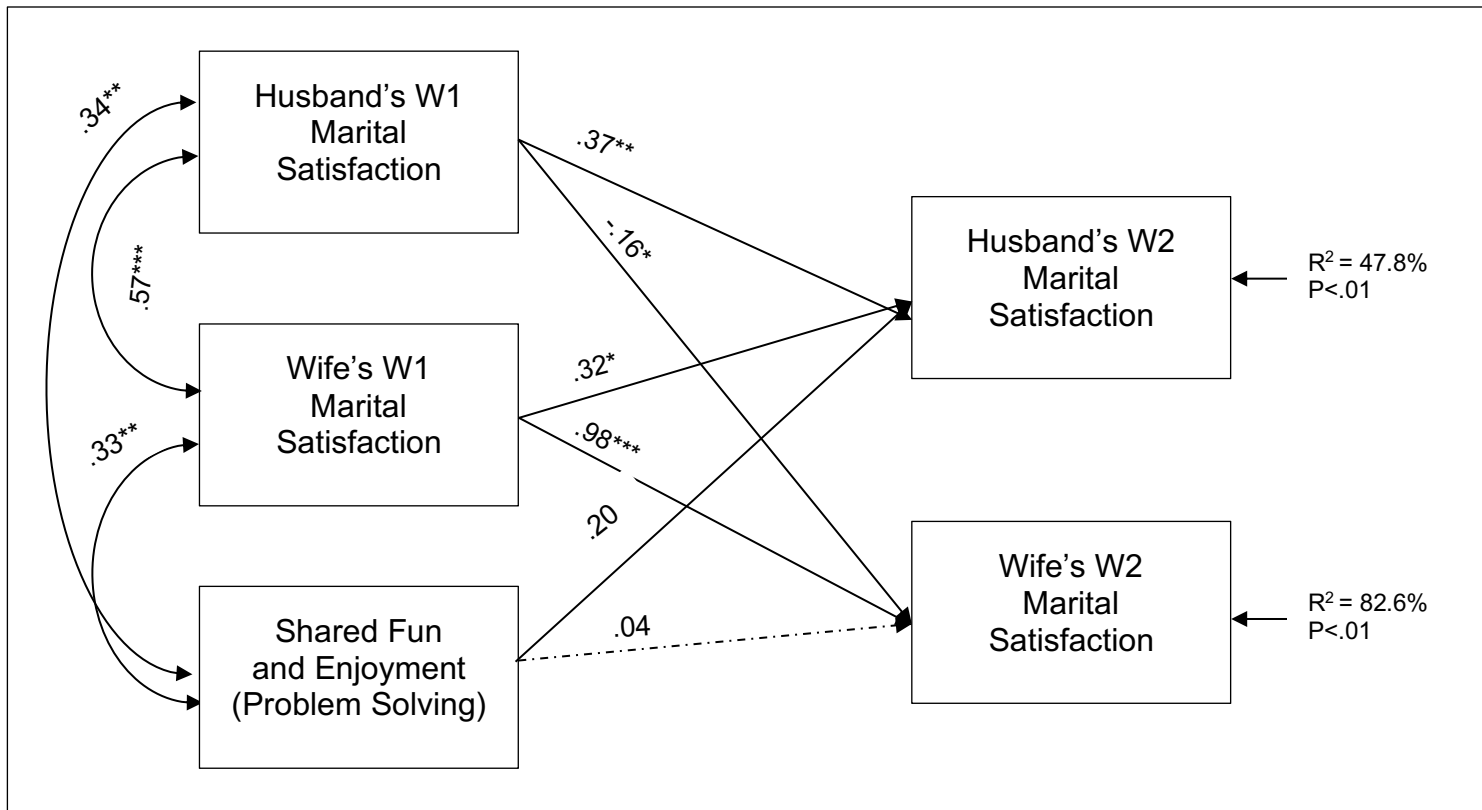 Husband’s W1
Marital
Satisfaction
.34**
.57***
.33**
Wife’s W1
Marital
Satisfaction
Shared Fun
and Enjoyment
(Problem Solving)
.37**
-.16*
.32*
.98***
.20
.04
Husband’s W2
Marital
Satisfaction
R² = 47.8%
P<.01
Wife’s W2
Marital
Satisfaction
R² = 82.6%
P<.01